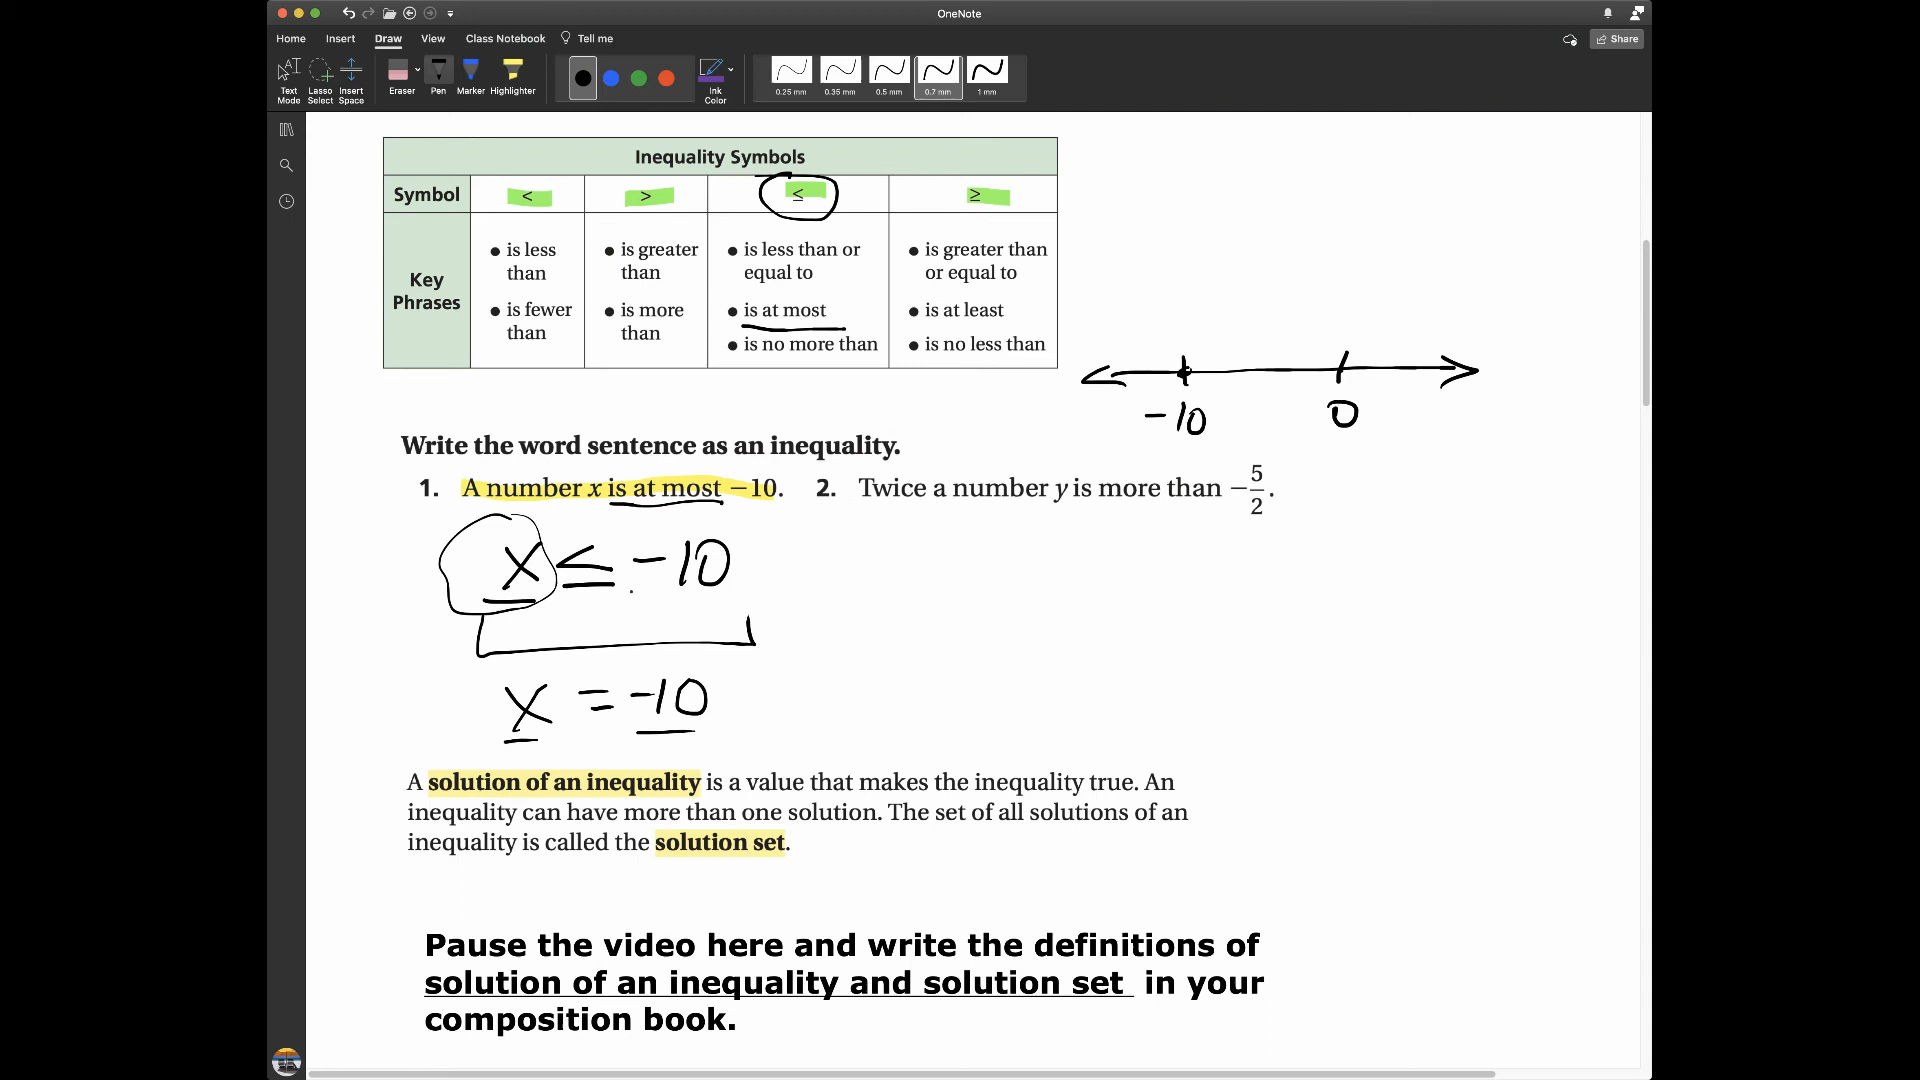 OneNote
Home Insert Draw View Class Notebook Tell me Share
Text Mode Lasso Select Insert Space Eraser Pen Marker Highlighter Ink Color 0.25 mm 0.35 mm 0.5 mm 0.7 mm 1 mm
Inequality Symbols
Symbol < > ≤ ≥
Key Phrases
• is less than
• is fewer than
• is greater than
• is more than
• is less than or equal to
• is at most
• is no more than
• is greater than or equal to
• is at least
• is no less than
-10 0
Write the word sentence as an inequality.
1. A number x is at most −10. 2. Twice a number y is more than −5/2.
x ≤ -10
x = -10
A solution of an inequality is a value that makes the inequality true. An
inequality can have more than one solution. The set of all solutions of an
inequality is called the solution set.
Pause the video here and write the definitions of
solution of an inequality and solution set in your
composition book.